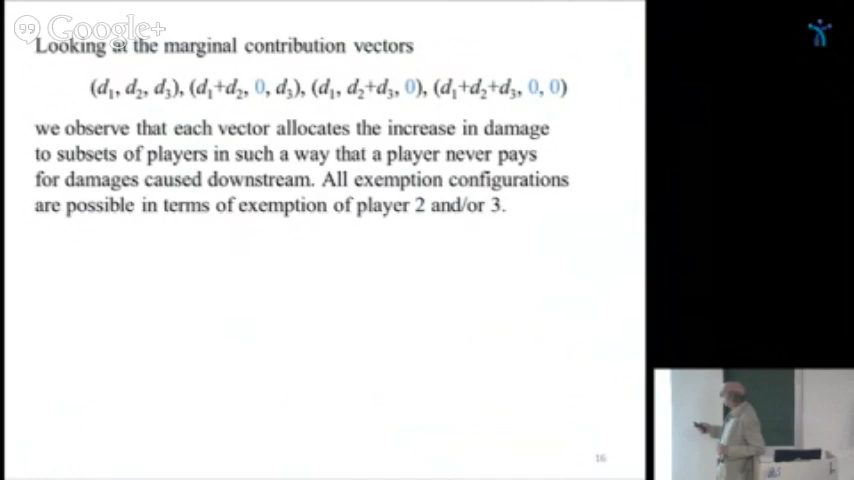 Google+
Looking at the marginal contribution vectors
(d₁, d₂, d₃), (d₁+d₂, 0, d₃), (d₁, d₂+d₃, 0), (d₁+d₂+d₃, 0, 0)
we observe that each vector allocates the increase in damage
to subsets of players in such a way that a player never pays
for damages caused downstream. All exemption configurations
are possible in terms of exemption of player 2 and/or 3.
16